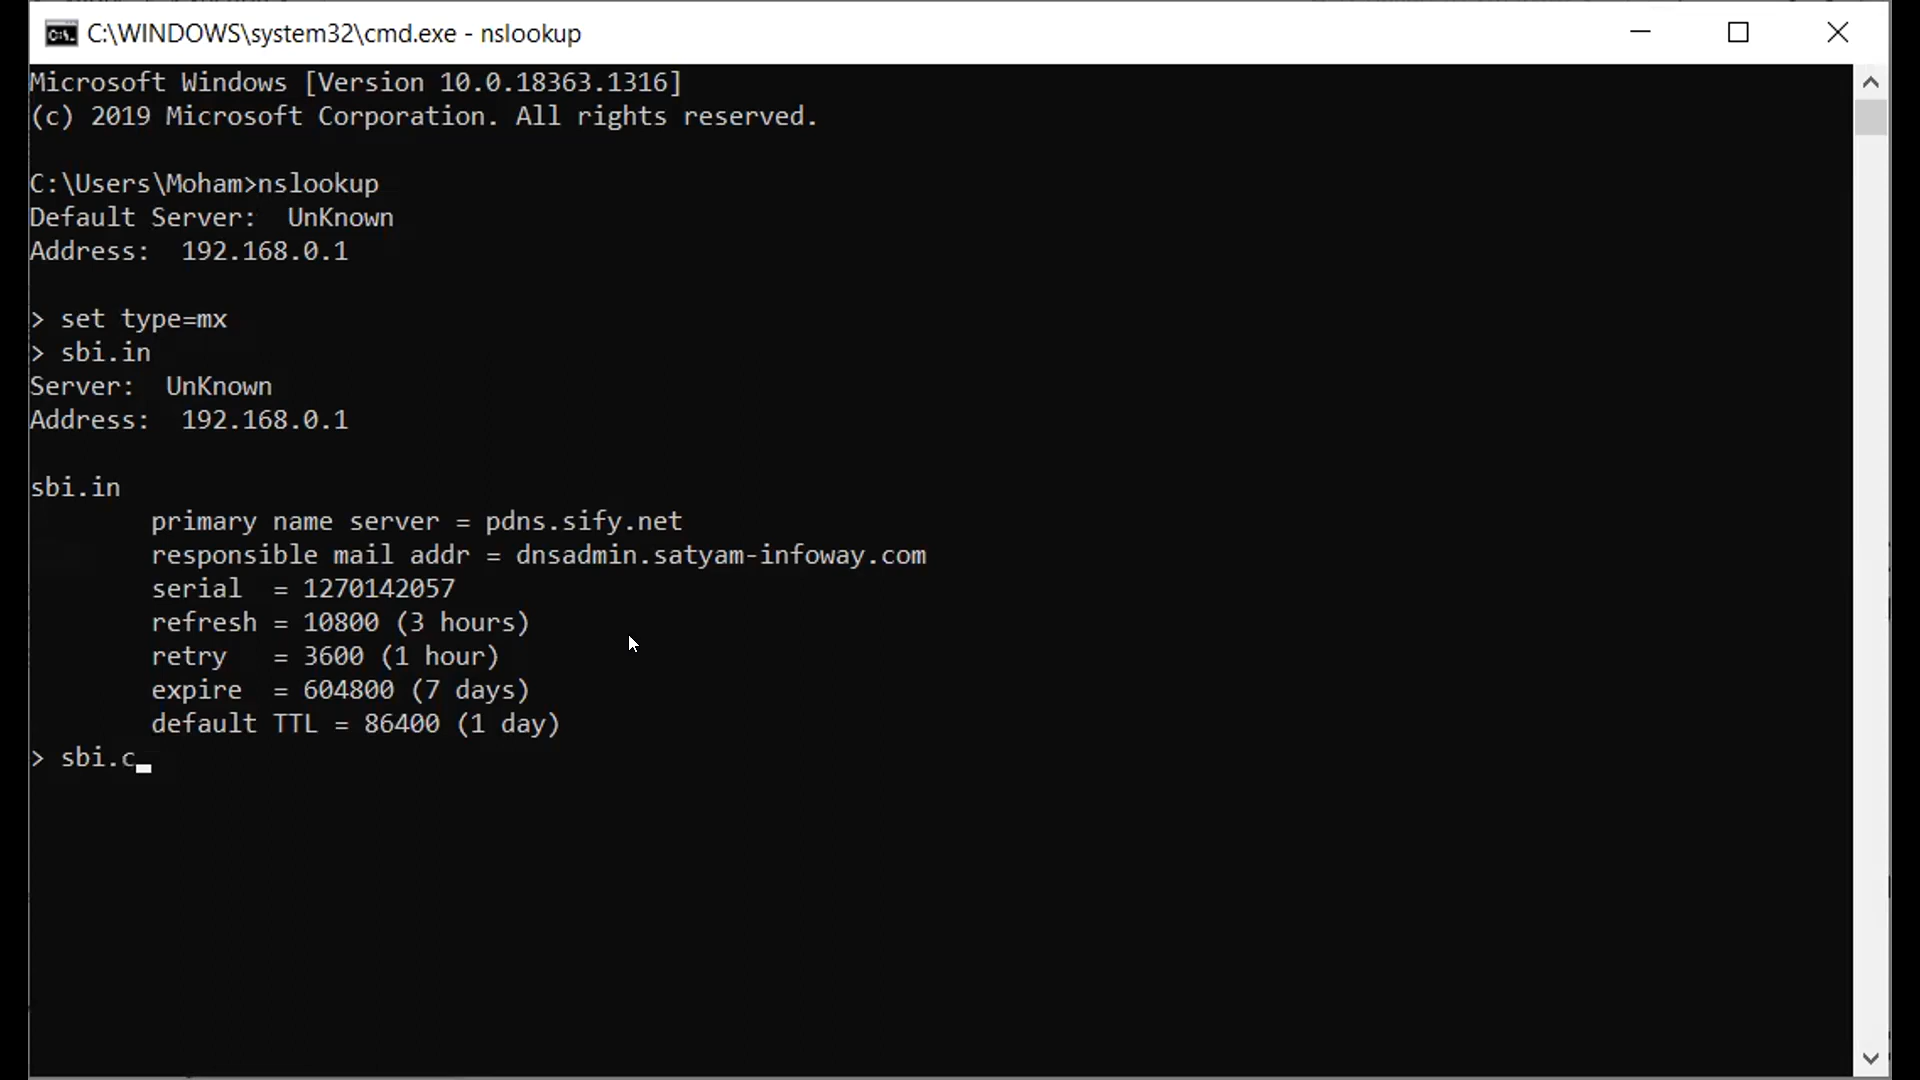 C:\WINDOWS\system32\cmd.exe - nslookup
Microsoft Windows [Version 10.0.18363.1316]
(c) 2019 Microsoft Corporation. All rights reserved.
C:\Users\Moham>nslookup
Default Server:  UnKnown
Address:  192.168.0.1
> set type=mx
> sbi.in
Server:  UnKnown
Address:  192.168.0.1
sbi.in
primary name server = pdns.sify.net
responsible mail addr = dnsadmin.satyam-infoway.com
serial  = 1270142057
refresh = 10800 (3 hours)
retry   = 3600 (1 hour)
expire  = 604800 (7 days)
default TTL = 86400 (1 day)
> sbi.c